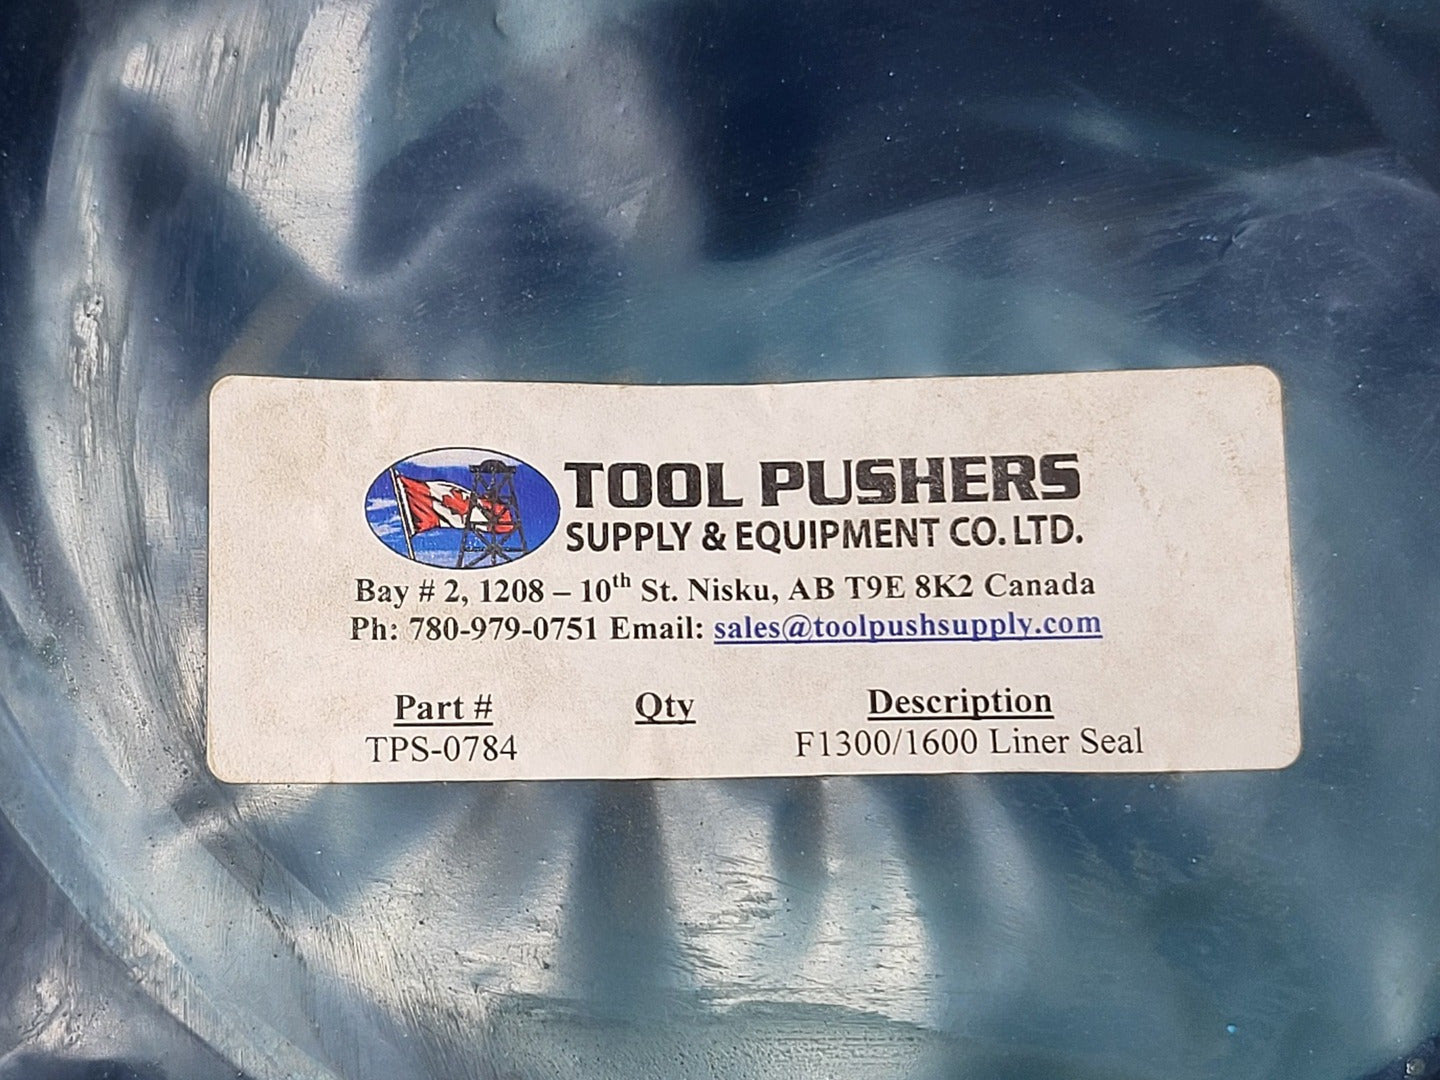 TOOL PUSHERS
SUPPLY & EQUIPMENT CO. LTD.
Bay # 2, 1208 – 10th St. Nisku, AB T9E 8K2 Canada
Ph: 780-979-0751 Email: sales@toolpushsupply.com
Part # Qty Description
TPS-0784 F1300/1600 Liner Seal